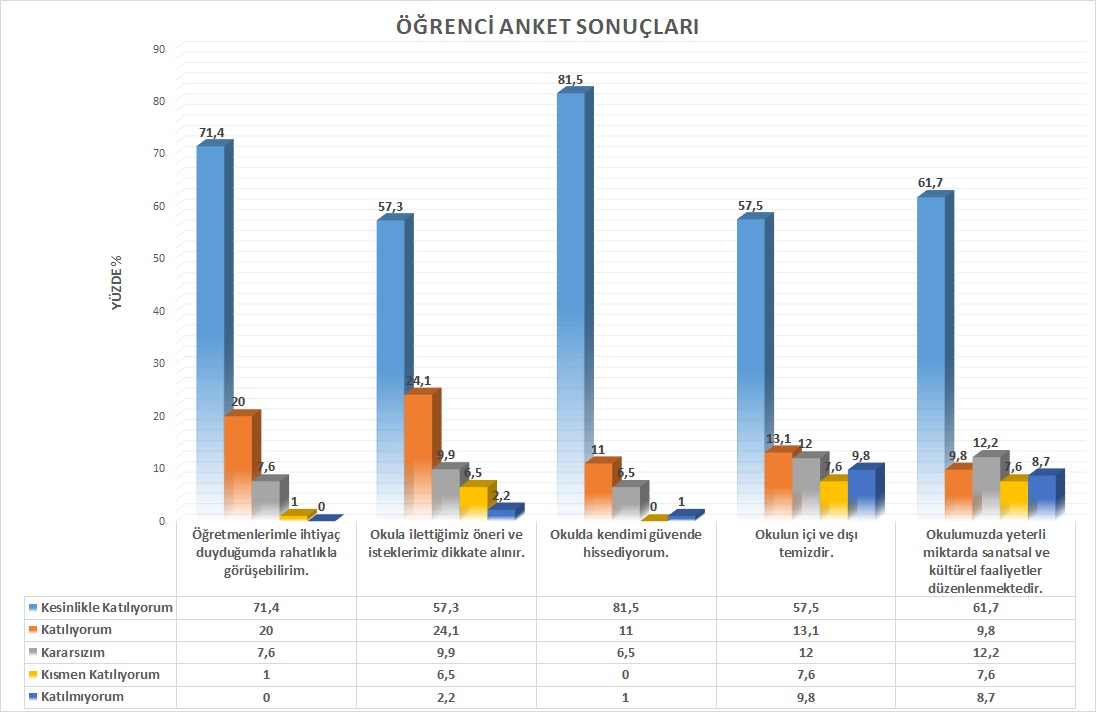 ÖĞRENCİ ANKET SONUÇLARI
YÜZDE %
90
80
70
60
50
40
30
20
10
0
71,4
20
7,6
1
0
57,3
24,1
9,9
6,5
2,2
81,5
11
6,5
0
1
57,5
13,1
12
7,6
9,8
61,7
9,8
12,2
7,6
8,7
Öğretmenlerimle ihtiyaç
duyduğumda rahatlıkla
görüşebilirim.
Okula ilettiğimiz öneri ve
isteklerimiz dikkate alınır.
Okulda kendimi güvende
hissediyorum.
Okulun içi ve dışı
temizdir.
Okulumuzda yeterli
miktarda sanatsal ve
kültürel faaliyetler
düzenlenmektedir.
Kesinlikle Katılıyorum 71,4 57,3 81,5 57,5 61,7
Katılıyorum 20 24,1 11 13,1 9,8
Kararsızım 7,6 9,9 6,5 12 12,2
Kısmen Katılıyorum 1 6,5 0 7,6 7,6
Katılmıyorum 0 2,2 1 9,8 8,7